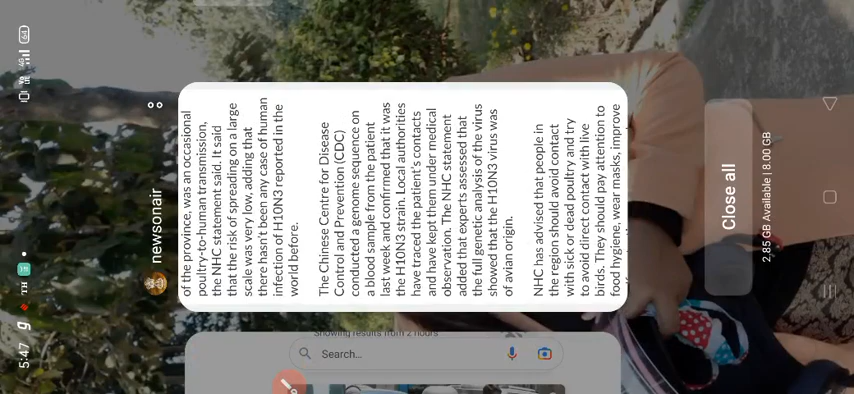 5:47
TH
4G
64
newsonair
of the province, was an occasional
poultry-to-human transmission,
the NHC statement said. It said
that the risk of spreading on a large
scale was very low, adding that
there hasn't been any case of human
infection of H10N3 reported in the
world before.
The Chinese Centre for Disease
Control and Prevention (CDC)
conducted a genome sequence on
a blood sample from the patient
last week and confirmed that it was
the H10N3 strain. Local authorities
have traced the patient's contacts
and have kept them under medical
observation. The NHC statement
added that experts assessed that
the full genetic analysis of the virus
showed that the H10N3 virus was
of avian origin.
NHC has advised that people in
the region should avoid contact
with sick or dead poultry and try
to avoid direct contact with live
birds. They should pay attention to
food hygiene, wear masks, improve
Showing results from 2 hours
Search...
Close all
2.85 GB Available | 8.00 GB